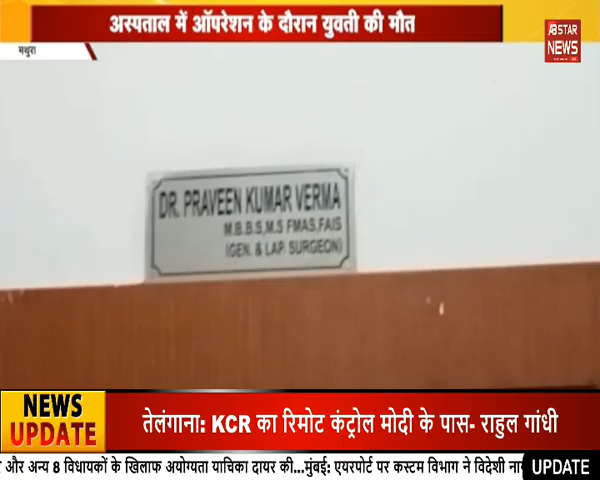 अस्पताल में ऑपरेशन के दौरान युवती की मौत
मथुरा
AB STAR
NEWS
DR. PRAVEEN KUMAR VERMA
M.B.B.S,M.S FMAS,FAIS
(GEN. & LAP. SURGEON)
NEWS
UPDATE
तेलंगाना: KCR का रिमोट कंट्रोल मोदी के पास- राहुल गांधी
और अन्य 8 विधायकों के खिलाफ अयोग्यता याचिका दायर की...मुंबई: एयरपोर्ट पर कस्टम विभाग ने विदेशी
UPDATE